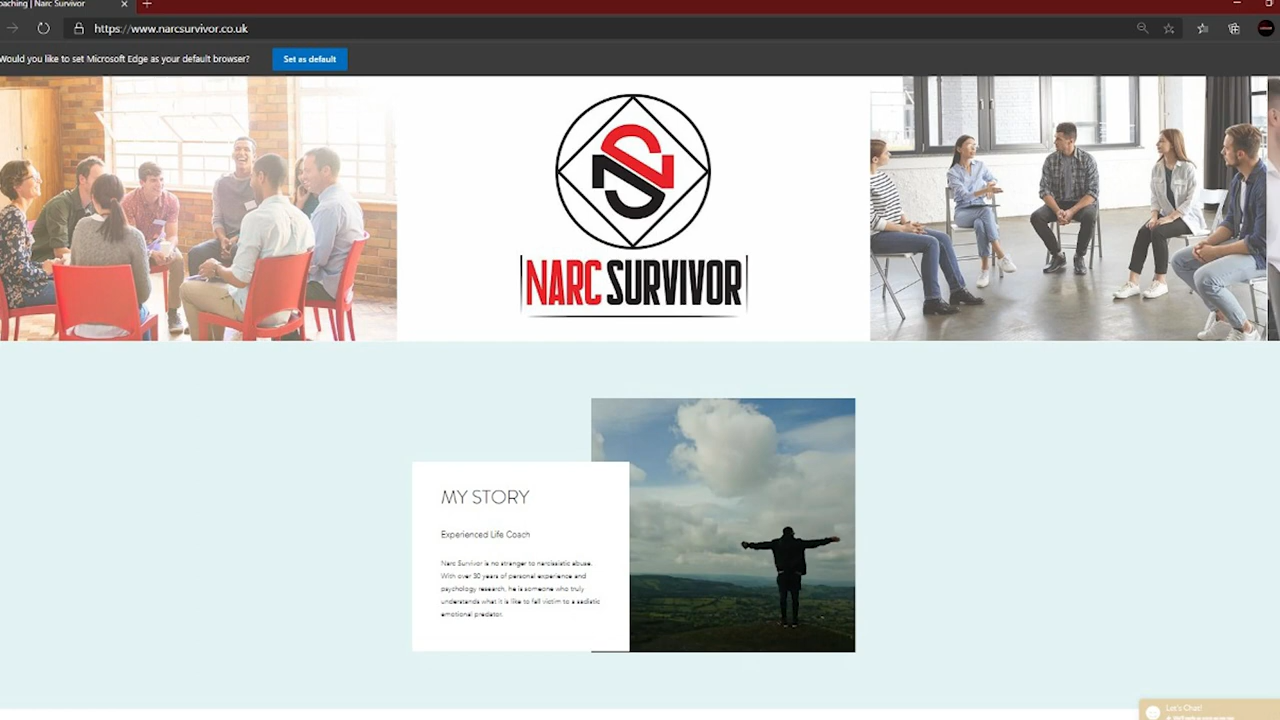 oaching | Narc Survivor
https://www.narcsurvivor.co.uk
Would you like to set Microsoft Edge as your default browser?
Set as default
NS
NARC SURVIVOR
MY STORY
Experienced Life Coach
Narc Survivor is no stranger to narcissistic abuse.
With over 30 years of personal experience and
psychology research, he is someone who truly
understands what it is like to fall victim to a sadistic
emotional predator.
Let's Chat!